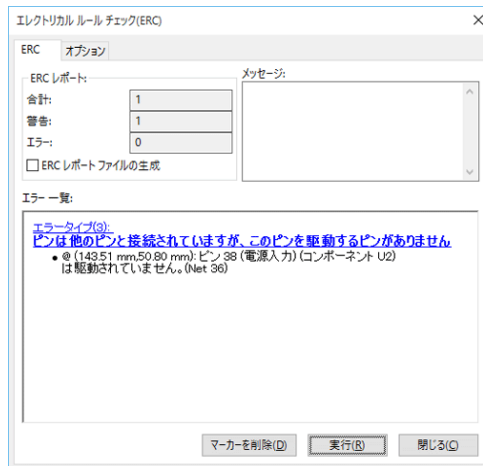 エレクトリカル ルール チェック(ERC)
ERC
オプション
ERC レポート:
メッセージ:
合計:
1
警告:
1
エラー:
0
ERC レポート ファイルの生成
エラー 一覧:
エラータイプ(3):
ピンは他のピンと接続されていますが、このピンを駆動するピンがありません
• @ (143.51 mm,50.80 mm): ピン 38 (電源入力) (コンポーネント U2)
は駆動されていません。(Net 36)
マーカーを削除(D)
実行(R)
閉じる(C)